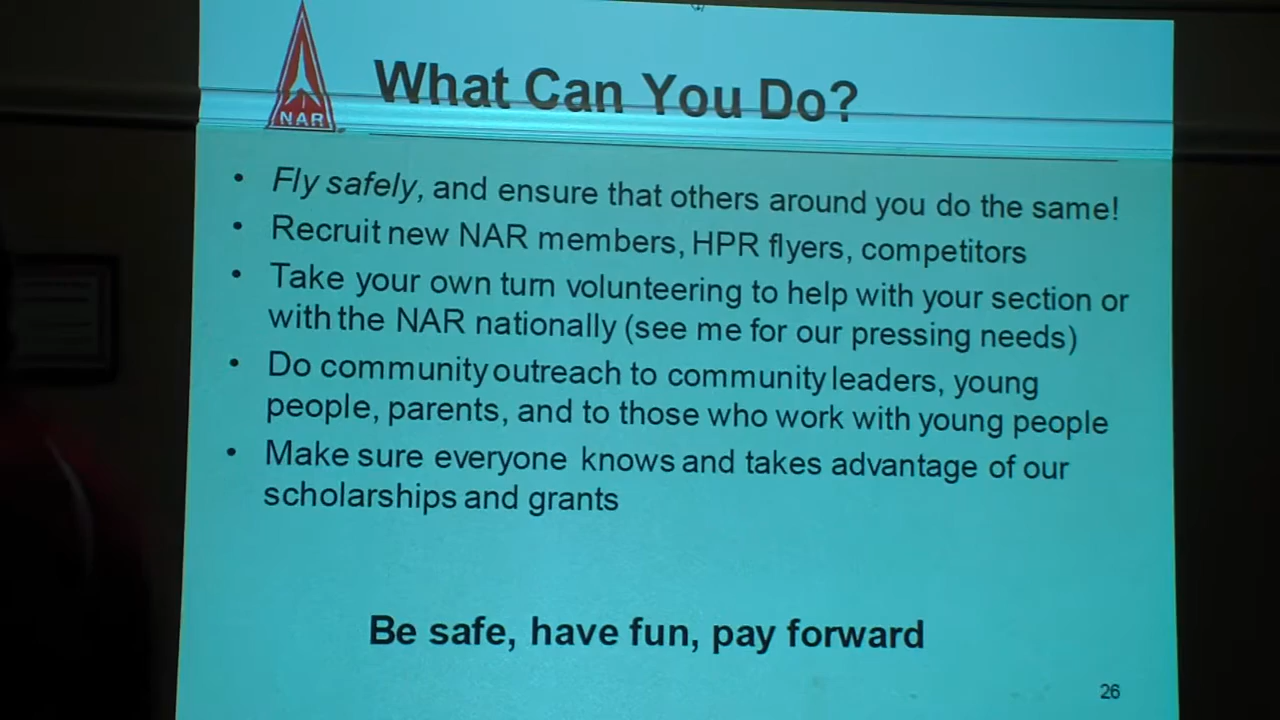 What Can You Do?
NAR
• Fly safely, and ensure that others around you do the same!
• Recruit new NAR members, HPR flyers, competitors
• Take your own turn volunteering to help with your section or
with the NAR nationally (see me for our pressing needs)
• Do community outreach to community leaders, young
people, parents, and to those who work with young people
• Make sure everyone knows and takes advantage of our
scholarships and grants
Be safe, have fun, pay forward
26